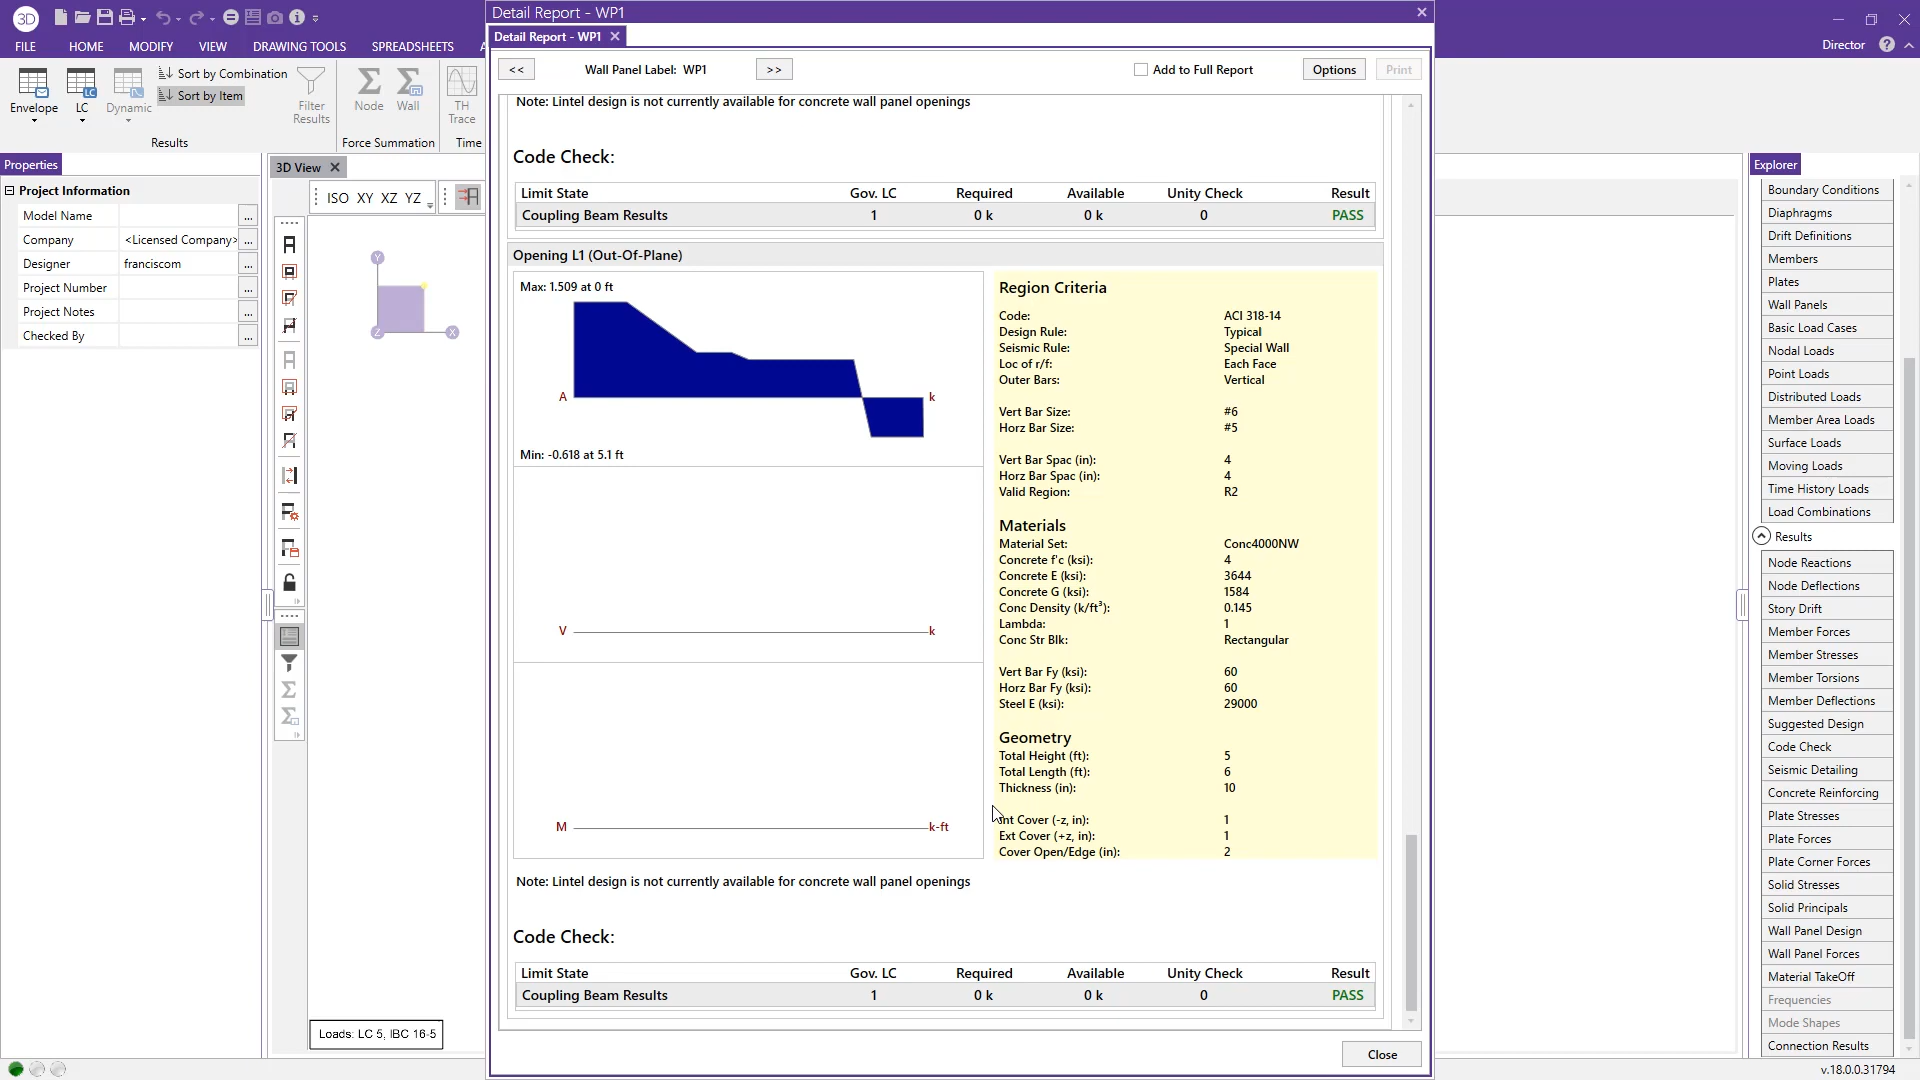 3D
FILE
HOME
MODIFY
VIEW
DRAWING TOOLS
SPREADSHEETS
Director
Envelope
LC
Dynamic
Sort by Combination
Sort by Item
Filter
Results
Node
Wall
TH
Trace
Results
Force Summation
Time
Properties
Project Information
Model Name
...
Company
<Licensed Company>
...
Designer
franciscom
...
Project Number
...
Project Notes
...
Checked By
...
3D View
ISO XY XZ YZ
Y
Z
X
Loads: LC 5, IBC 16-5
Detail Report - WP1
Detail Report - WP1
<<
Wall Panel Label: WP1
>>
Add to Full Report
Options
Print
Note: Lintel design is not currently available for concrete wall panel openings
Code Check:
Limit State Gov. LC Required Available Unity Check Result
Coupling Beam Results 1 0 k 0 k 0 PASS
Opening L1 (Out-Of-Plane)
Max: 1.509 at 0 ft
A
k
Min: -0.618 at 5.1 ft
V
k
M
k-ft
Region Criteria
Code: ACI 318-14
Design Rule: Typical
Seismic Rule: Special Wall
Loc of r/f: Each Face
Outer Bars: Vertical
Vert Bar Size: #6
Horz Bar Size: #5
Vert Bar Spac (in): 4
Horz Bar Spac (in): 4
Valid Region: R2
Materials
Material Set: Conc4000NW
Concrete f'c (ksi): 4
Concrete E (ksi): 3644
Concrete G (ksi): 1584
Conc Density (k/ft³): 0.145
Lambda: 1
Conc Str Blk: Rectangular
Vert Bar Fy (ksi): 60
Horz Bar Fy (ksi): 60
Steel E (ksi): 29000
Geometry
Total Height (ft): 5
Total Length (ft): 6
Thickness (in): 10
Cover (-z, in): 1
Ext Cover (+z, in): 1
Cover Open/Edge (in): 2
Note: Lintel design is not currently available for concrete wall panel openings
Code Check:
Limit State Gov. LC Required Available Unity Check Result
Coupling Beam Results 1 0 k 0 k 0 PASS
Close
Explorer
Boundary Conditions
Diaphragms
Drift Definitions
Members
Plates
Wall Panels
Basic Load Cases
Nodal Loads
Point Loads
Distributed Loads
Member Area Loads
Surface Loads
Moving Loads
Time History Loads
Load Combinations
Results
Node Reactions
Node Deflections
Story Drift
Member Forces
Member Stresses
Member Torsions
Member Deflections
Suggested Design
Code Check
Seismic Detailing
Concrete Reinforcing
Plate Stresses
Plate Forces
Plate Corner Forces
Solid Stresses
Solid Principals
Wall Panel Design
Wall Panel Forces
Material TakeOff
Frequencies
Mode Shapes
Connection Results
v.18.0.0.31794